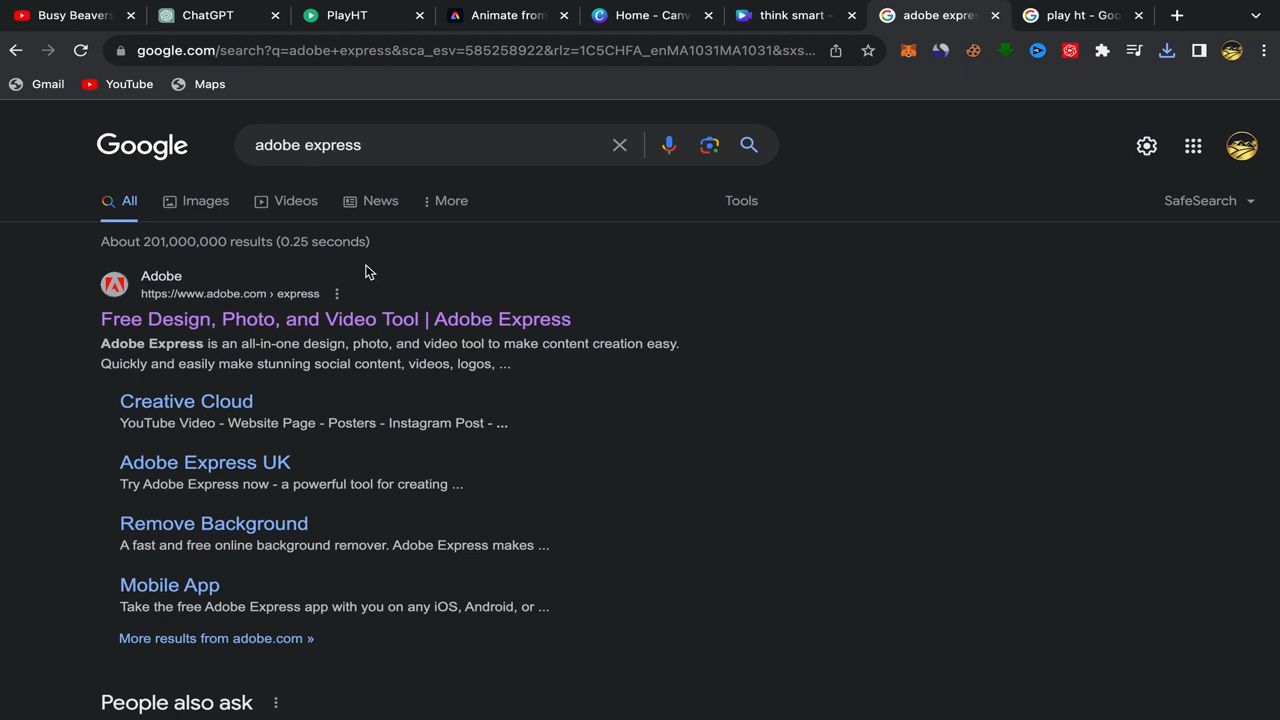 Busy Beavers
ChatGPT
PlayHT
Animate from
Home - Canv
think smart -
adobe expre
play ht - Goo
google.com/search?q=adobe+express&sca_esv=585258922&rlz=1C5CHFA_enMA1031MA1031&sxs...
Gmail
YouTube
Maps
Google
adobe express
All
Images
Videos
News
More
Tools
SafeSearch
About 201,000,000 results (0.25 seconds)
Adobe
https://www.adobe.com › express
Free Design, Photo, and Video Tool | Adobe Express
Adobe Express is an all-in-one design, photo, and video tool to make content creation easy.
Quickly and easily make stunning social content, videos, logos, ...
Creative Cloud
YouTube Video - Website Page - Posters - Instagram Post - ...
Adobe Express UK
Try Adobe Express now - a powerful tool for creating ...
Remove Background
A fast and free online background remover. Adobe Express makes ...
Mobile App
Take the free Adobe Express app with you on any iOS, Android, or ...
More results from adobe.com »
People also ask